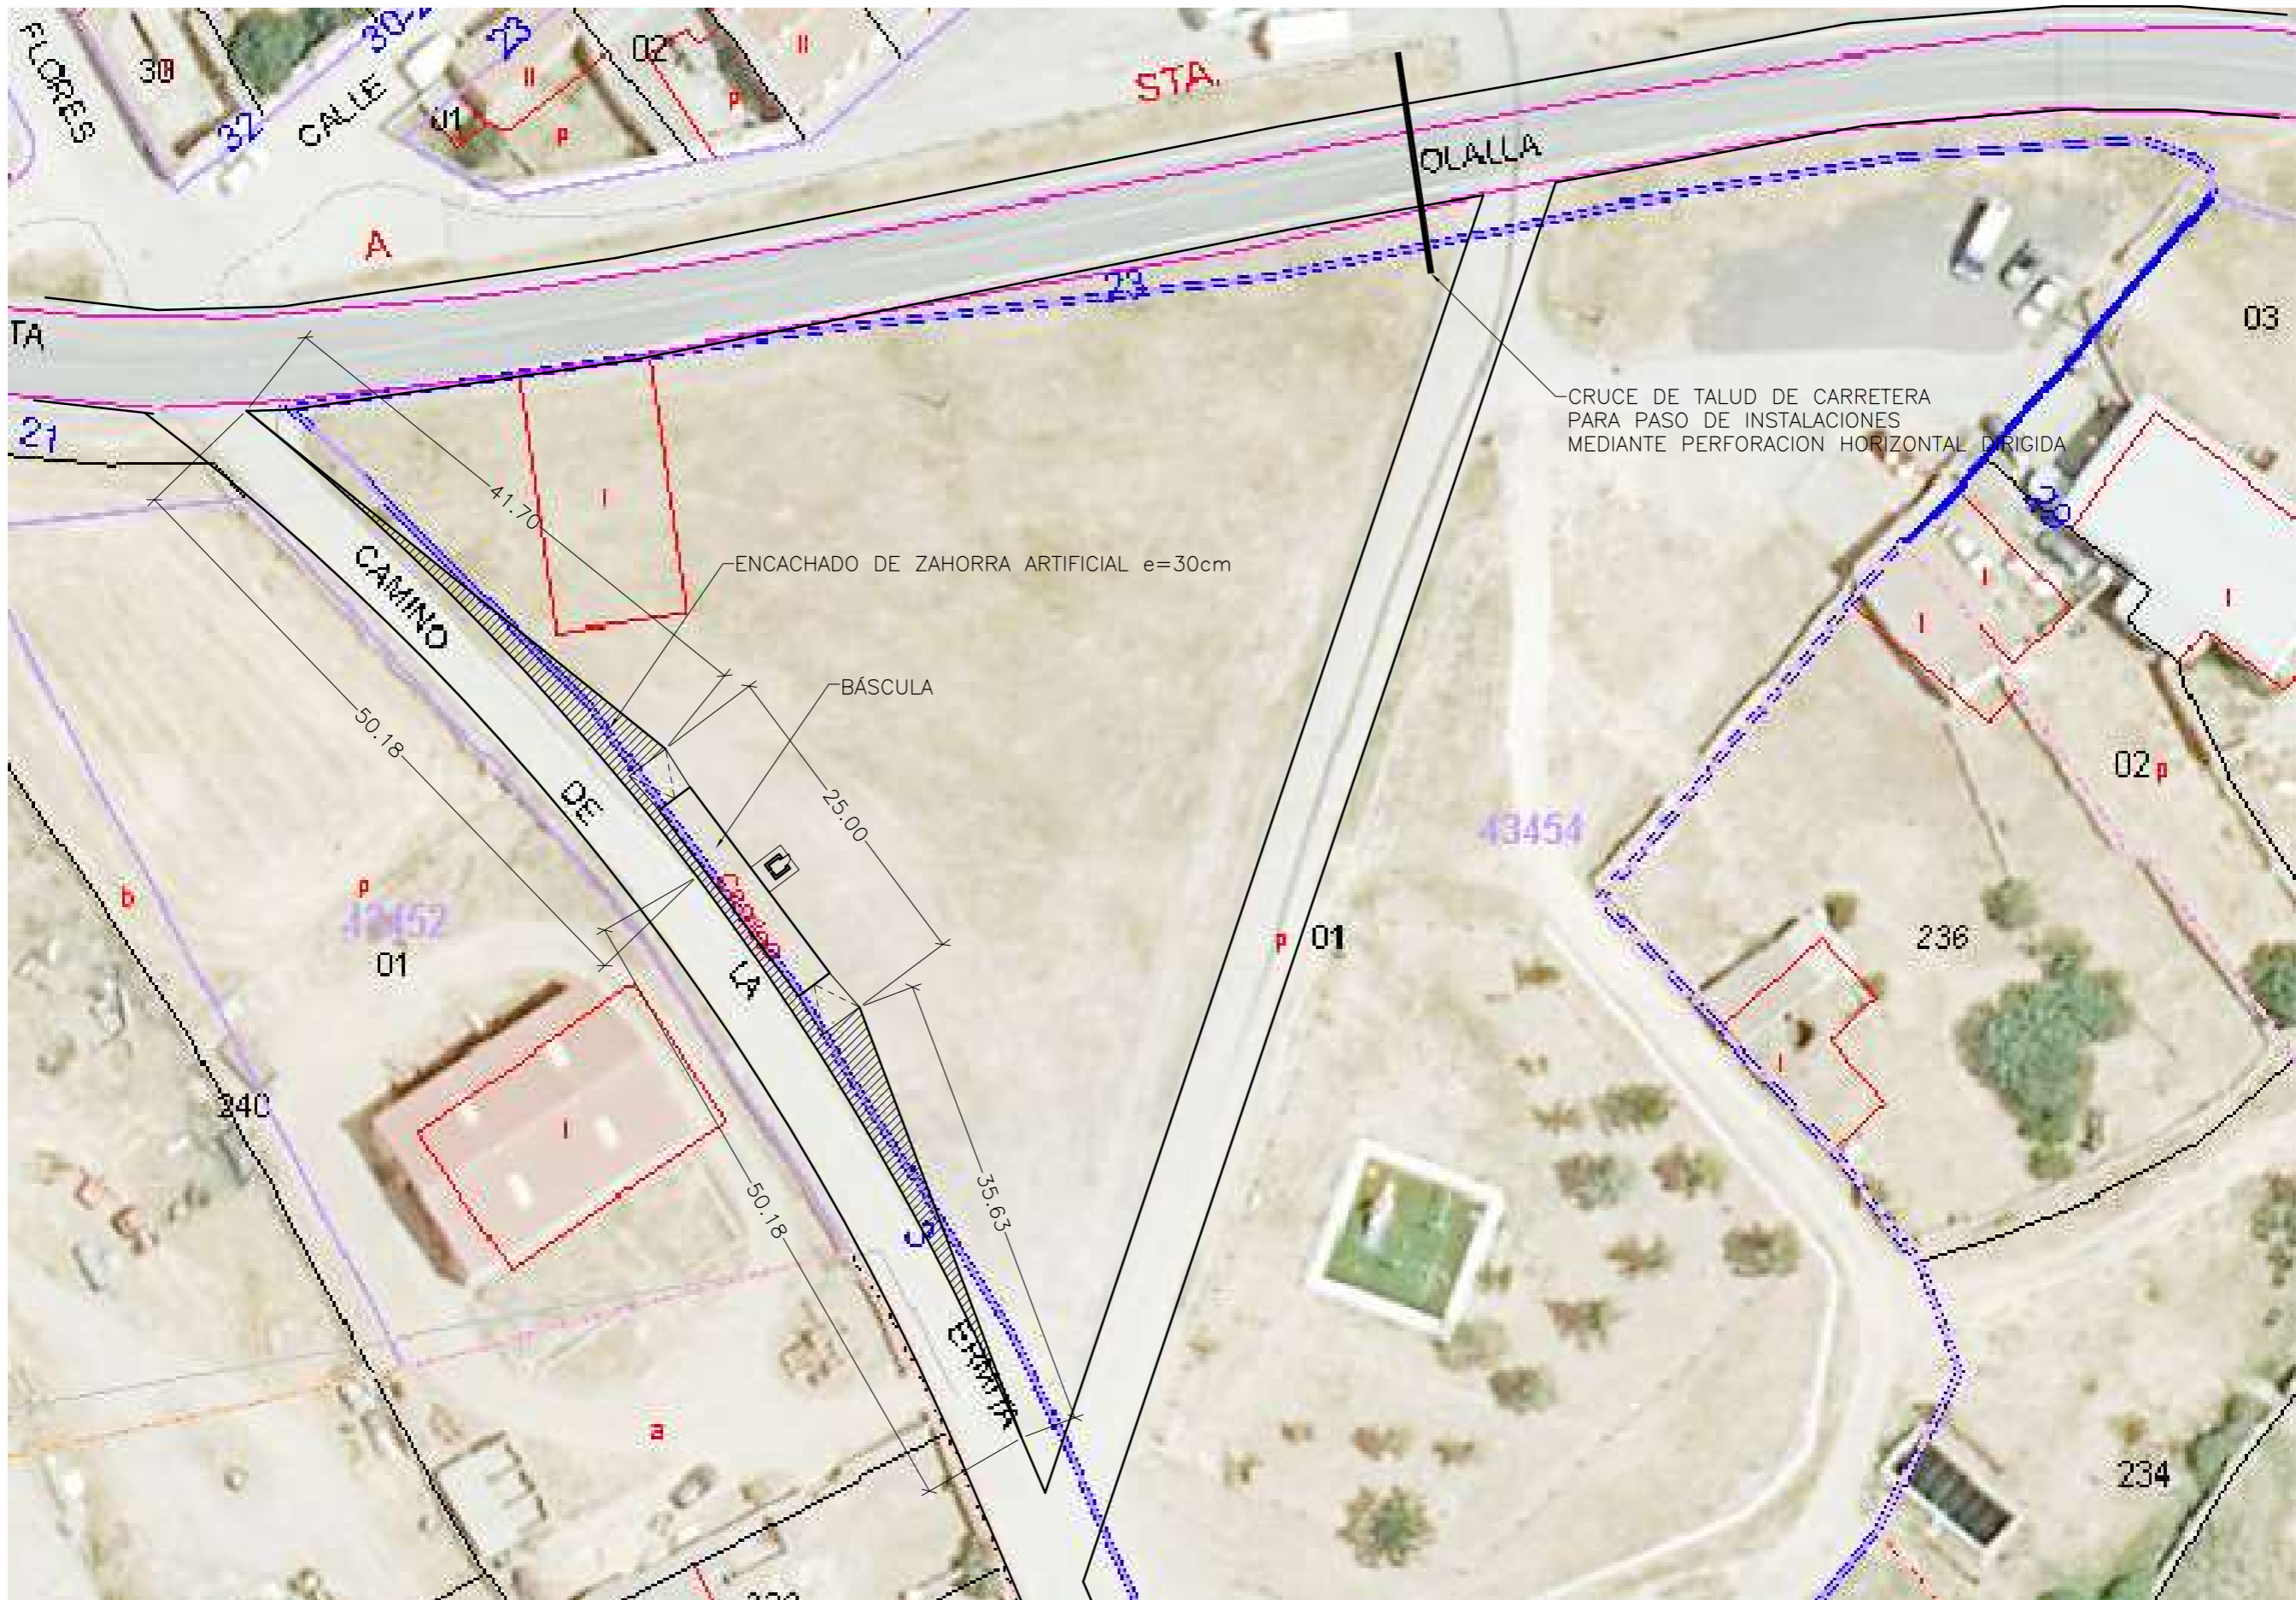 FLORES
30
CALLE
32
23
01
02
II
II
P
P
STA.
OLALLA
A
TA
21
23
03
CRUCE DE TALUD DE CARRETERA
PARA PASO DE INSTALACIONES
MEDIANTE PERFORACION HORIZONTAL DIRIGIDA
41.70
I
ENCACHADO DE ZAHORRA ARTIFICIAL e=30cm
CAMINO
BÁSCULA
50.18
25.00
DE
I
I
I
02
P
43454
b
P
01
LA
P
01
236
240
I
I
50.18
35.63
ERMITA
a
234